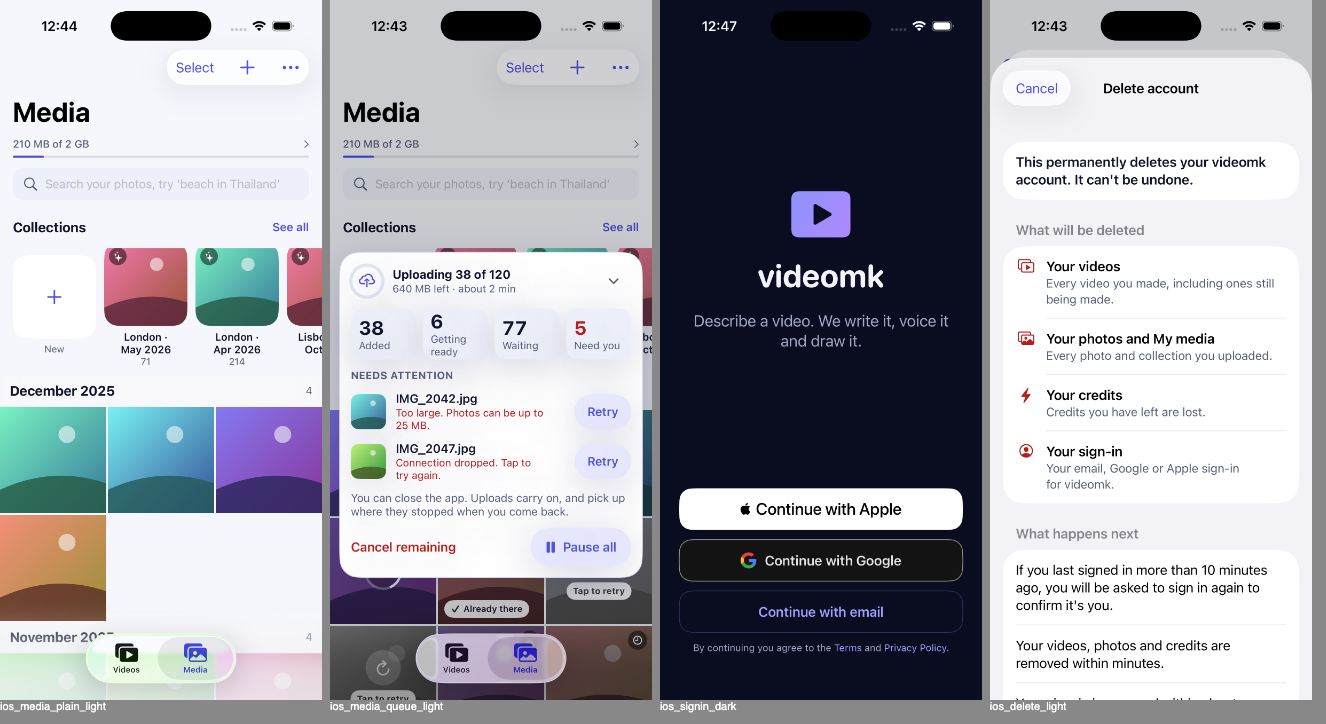 12:44
Select
Media
210 MB of 2 GB
Search your photos, try 'beach in Thailand'
Collections
See all
New
London ·
May 2026
71
London ·
Apr 2026
214
Lisb
Oct
December 2025
4
November 2025
4
Videos
Media
ios_media_plain_light
12:43
Select
Media
210 MB of 2 GB
Search your photos, try 'beach in Thailand'
Collections
See all
Uploading 38 of 120
640 MB left · about 2 min
38
Added
6
Getting
ready
77
Waiting
5
Need you
NEEDS ATTENTION
IMG_2042.jpg
Too large. Photos can be up to
25 MB.
Retry
IMG_2047.jpg
Connection dropped. Tap to
try again.
Retry
You can close the app. Uploads carry on, and pick up
where they stopped when you come back.
Cancel remaining
Pause all
Already there
Tap to retry
Tap to retry
Videos
Media
ios_media_queue_light
12:47
videomk
Describe a video. We write it, voice it
and draw it.
Continue with Apple
Continue with Google
Continue with email
By continuing you agree to the Terms and Privacy Policy.
ios_signin_dark
12:43
Cancel
Delete account
This permanently deletes your videomk
account. It can't be undone.
What will be deleted
Your videos
Every video you made, including ones still
being made.
Your photos and My media
Every photo and collection you uploaded.
Your credits
Credits you have left are lost.
Your sign-in
Your email, Google or Apple sign-in
for videomk.
What happens next
If you last signed in more than 10 minutes
ago, you will be asked to sign in again to
confirm it's you.
Your videos, photos and credits are
removed within minutes.
ios_delete_light